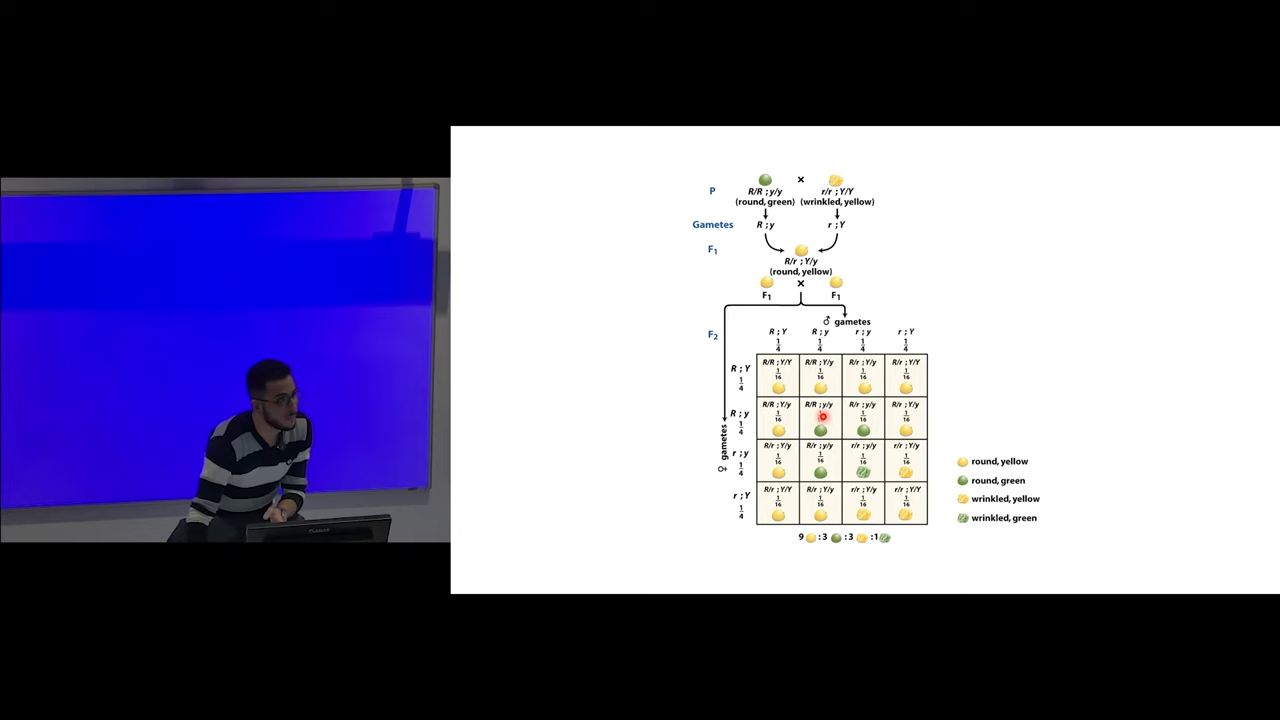 P
R/R ; y/y r/r ; Y/Y
(round, green) (wrinkled, yellow)
Gametes R ; y r ; Y
F1
R/r ; Y/y
(round, yellow)
F1 F1
♂ gametes
F2 R ; Y R ; y r ; y r ; Y
1/4 1/4 1/4 1/4
R ; Y R/R ; Y/Y R/R ; Y/y R/r ; Y/y R/r ; Y/Y
1/4 1/16 1/16 1/16 1/16
R ; y R/R ; Y/y R/R ; y/y R/r ; y/y R/r ; Y/y
1/4 1/16 1/16 1/16
♀ gametes
r ; y R/r ; Y/y R/r ; y/y r/r ; y/y r/r ; Y/y
1/4 1/16 1/16 1/16 1/16
r ; Y R/r ; Y/Y R/r ; Y/y r/r ; Y/y r/r ; Y/Y
1/4 1/16 1/16 1/16 1/16
9 :3 :3 :1
round, yellow
round, green
wrinkled, yellow
wrinkled, green
PLANAR